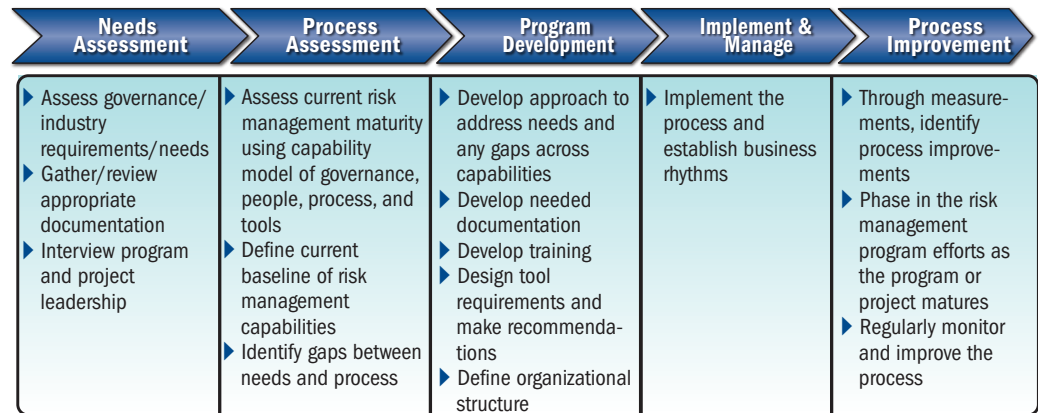 Needs
Assessment
Process
Assessment
Program
Development
Implement &
Manage
Process
Improvement
Assess governance/
industry
requirements/needs
Gather/review
appropriate
documentation
Interview program
and project
leadership
Assess current risk
management maturity
using capability
model of governance,
people, process, and
tools
Define current
baseline of risk
management
capabilities
Identify gaps between
needs and process
Develop approach to
address needs and
any gaps across
capabilities
Develop needed
documentation
Develop training
Design tool
requirements and
make recommenda-
tions
Define organizational
structure
Implement the
process and
establish business
rhythms
Through measure-
ments, identify
process improve-
ments
Phase in the risk
management
program efforts as
the program or
project matures
Regularly monitor
and improve the
process